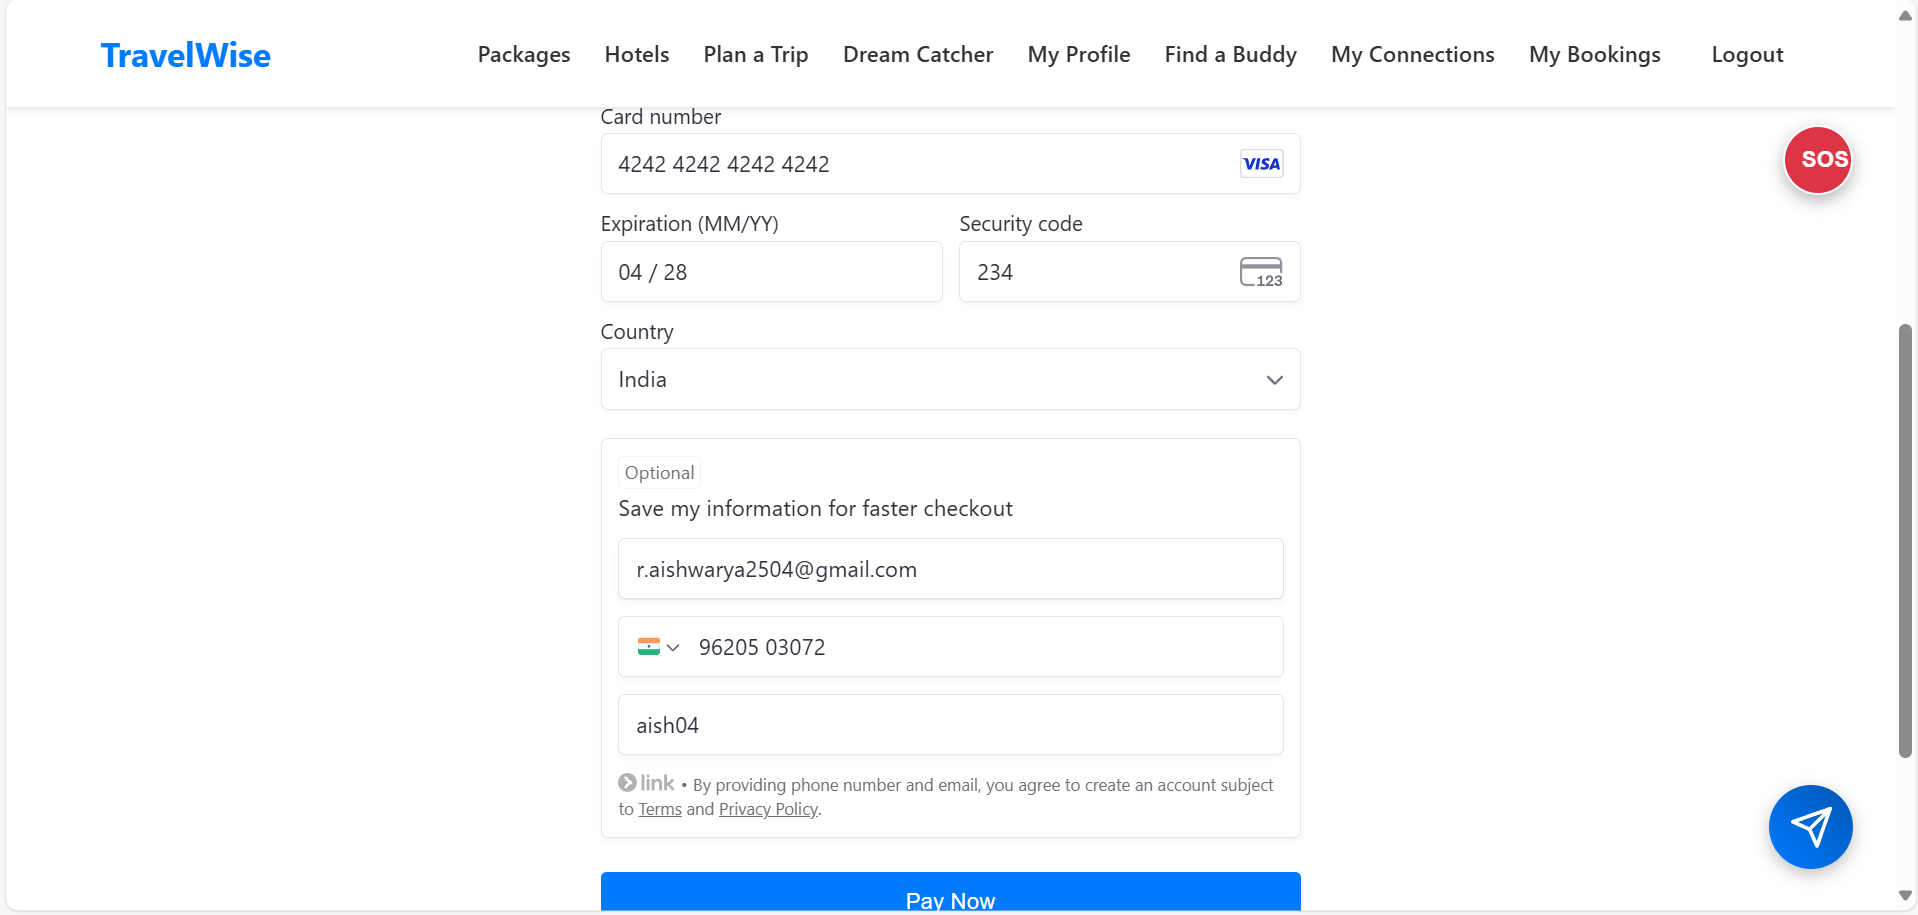 TravelWise
Packages Hotels Plan a Trip Dream Catcher My Profile Find a Buddy My Connections My Bookings Logout
Card number
4242 4242 4242 4242 VISA
SOS
Expiration (MM/YY) Security code
04 / 28 234 123
Country
India
Optional
Save my information for faster checkout
r.aishwarya2504@gmail.com
96205 03072
aish04
link • By providing phone number and email, you agree to create an account subject
to Terms and Privacy Policy.
Pay Now